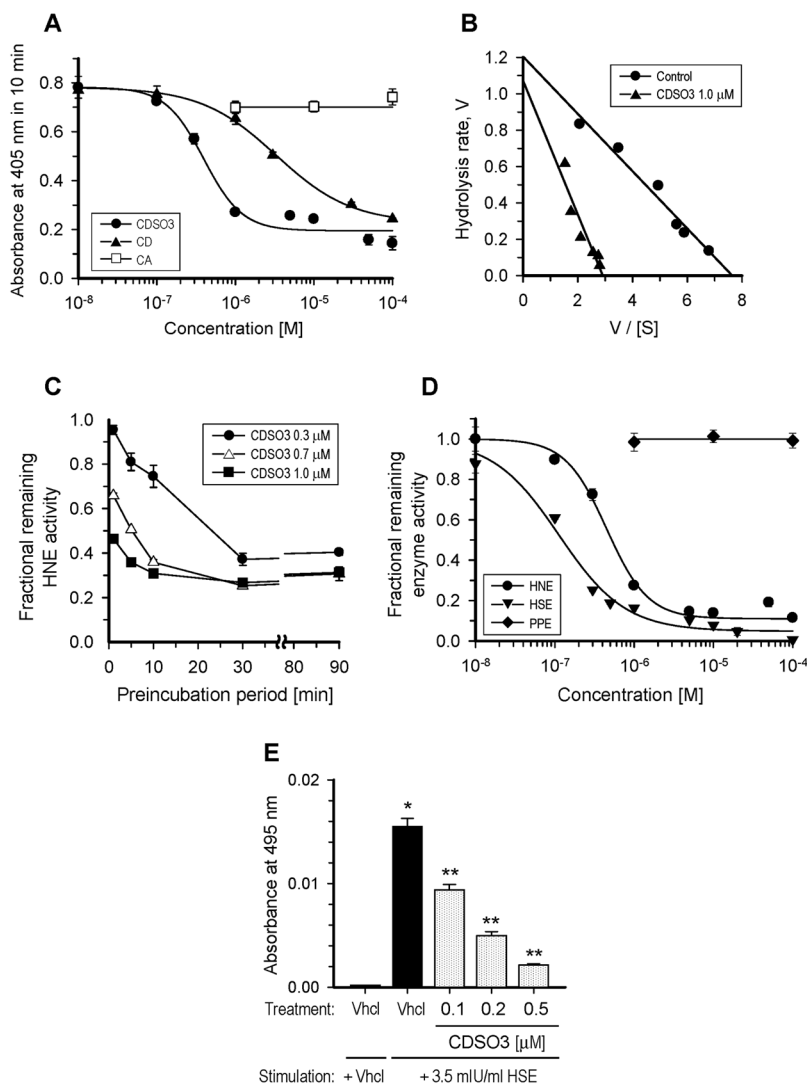 A
Absorbance at 405 nm in 10 min
0.8
0.6
0.4
0.2
0.0
CDSO3
CD
CA
10⁻⁸ 10⁻⁷ 10⁻⁶ 10⁻⁵ 10⁻⁴
Concentration [M]
B
Hydrolysis rate, V
1.2
1.0
0.8
0.6
0.4
0.2
0.0
Control
CDSO3 1.0 μM
0 2 4 6 8
V / [S]
C
Fractional remaining
HNE activity
1.0
0.8
0.6
0.4
0.2
0.0
CDSO3 0.3 μM
CDSO3 0.7 μM
CDSO3 1.0 μM
0 10 20 30 80 90
Preincubation period [min]
D
Fractional remaining
enzyme activity
1.0
0.8
0.6
0.4
0.2
0.0
HNE
HSE
PPE
10⁻⁸ 10⁻⁷ 10⁻⁶ 10⁻⁵ 10⁻⁴
Concentration [M]
E
Absorbance at 495 nm
0.02
0.01
0.00
*
**
**
**
Treatment: Vhcl Vhcl 0.1 0.2 0.5
CDSO3 [μM]
Stimulation: + Vhcl + 3.5 mIU/ml HSE